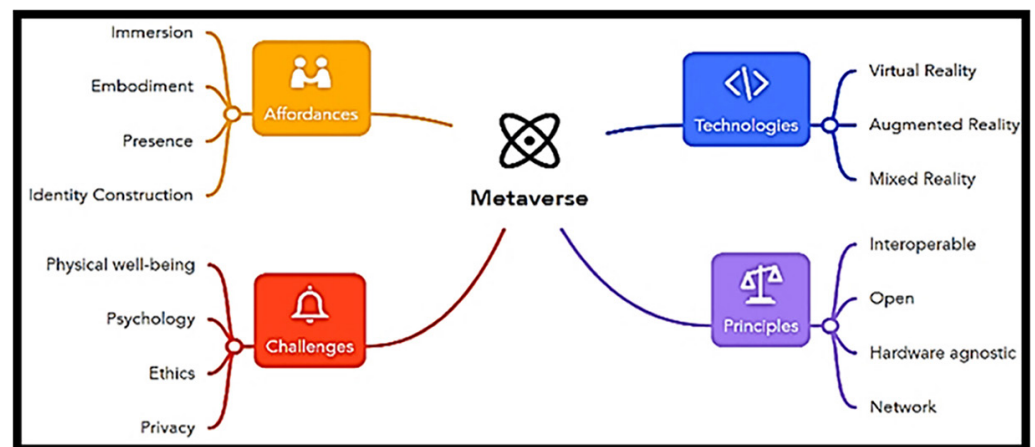 Immersion
Embodiment
Presence
Identity Construction
Affordances
Physical well-being
Psychology
Ethics
Privacy
Challenges
Metaverse
Technologies
Virtual Reality
Augmented Reality
Mixed Reality
Principles
Interoperable
Open
Hardware agnostic
Network